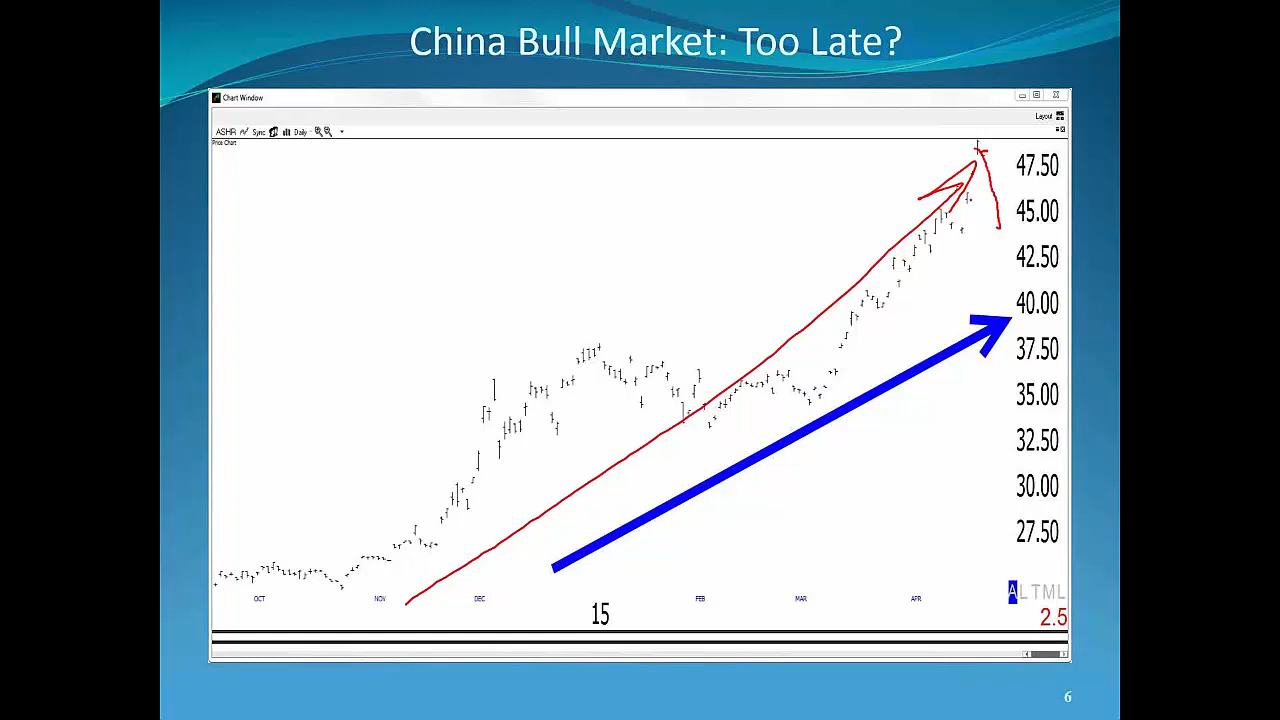 China Bull Market: Too Late?
Chart Window
Layout
ASHR Sync Daily
Price Chart
47.50
45.00
42.50
40.00
37.50
35.00
32.50
30.00
27.50
A L T M L
OCT NOV DEC 15 FEB MAR APR
2.5
6